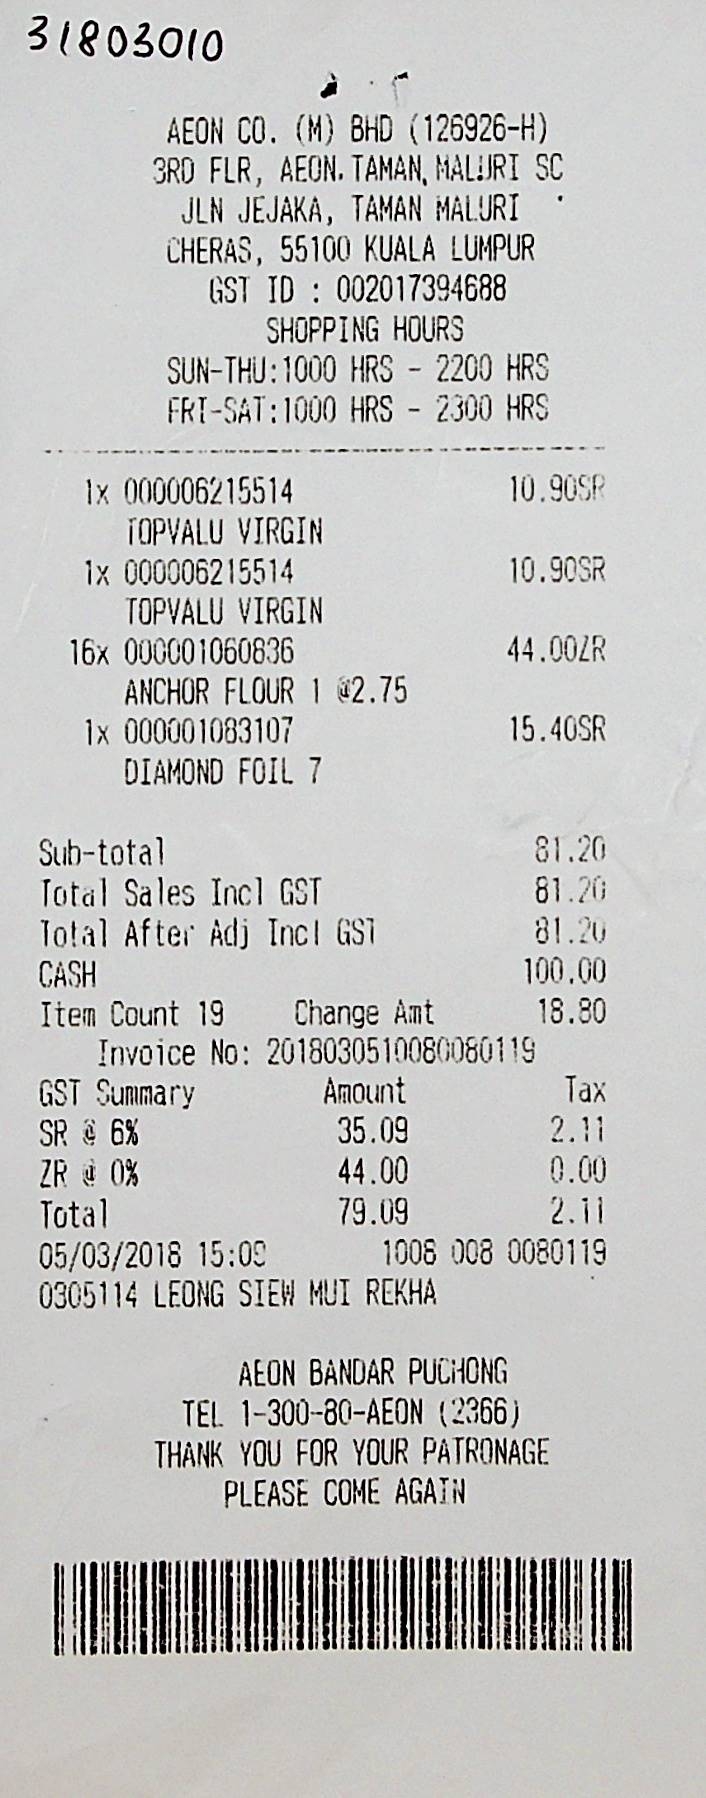 31803010
AEON CO. (M) BHD (126926-H)
3RD FLR, AEON. TAMAN, MALURI SC
JLN JEJAKA, TAMAN MALURI
CHERAS, 55100 KUALA LUMPUR
GST ID : 002017394688
SHOPPING HOURS
SUN-THU:1000 HRS - 2200 HRS
FRI-SAT:1000 HRS - 2300 HRS
1x 000006215514 10.90SR
TOPVALU VIRGIN
1x 000006215514 10.90SR
TOPVALU VIRGIN
16x 000001060836 44.00ZR
ANCHOR FLOUR 1 @2.75
1x 000001083107 15.40SR
DIAMOND FOIL 7
Sub-total 81.20
Total Sales Incl GST 81.20
Total After Adj Incl GST 81.20
CASH 100.00
Item Count 19 Change Amt 18.80
Invoice No: 2018030510080080119
GST Summary Amount Tax
SR @ 6% 35.09 2.11
ZR @ 0% 44.00 0.00
Total 79.09 2.11
05/03/2018 15:09 1008 008 0080119
0305114 LEONG SIEW MUI REKHA
AEON BANDAR PUCHONG
TEL 1-300-80-AEON (2366)
THANK YOU FOR YOUR PATRONAGE
PLEASE COME AGAIN